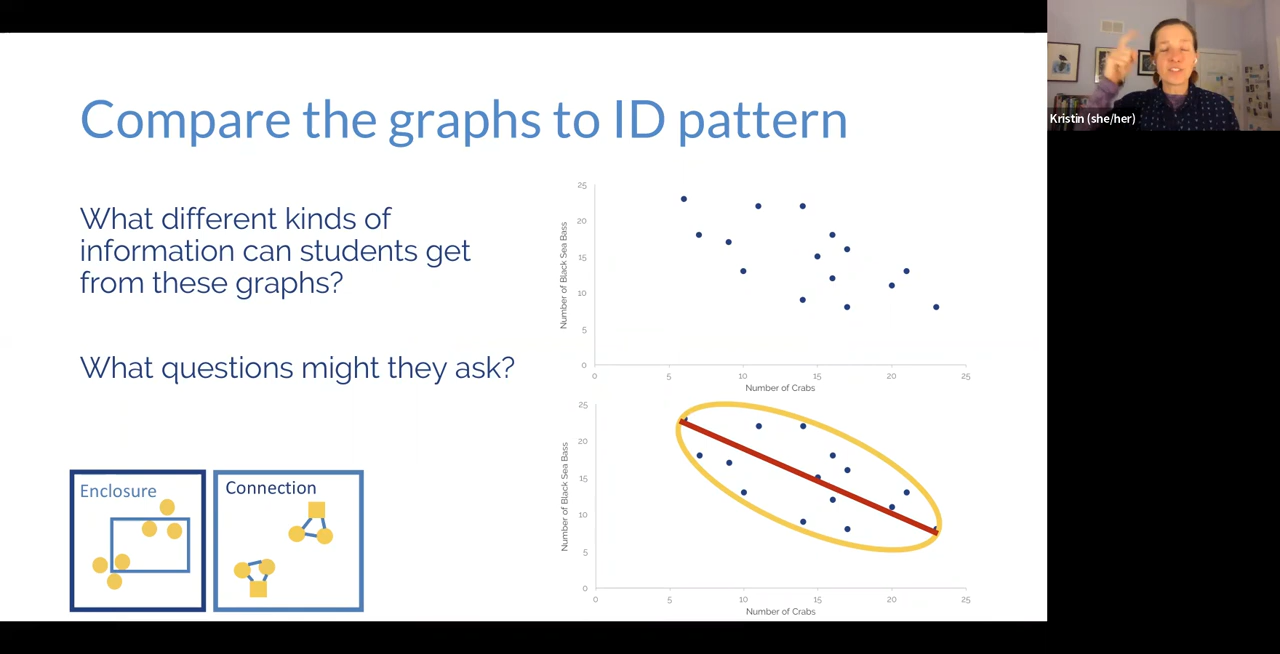 Compare the graphs to ID pattern
What different kinds of
information can students get
from these graphs?
What questions might they ask?
Enclosure
Connection
25
20
15
10
5
0
Number of Black Sea Bass
0 5 10 15 20 25
Number of Crabs
25
20
15
10
5
0
Number of Black Sea Bass
0 5 10 15 20 25
Number of Crabs
Kristin (she/her)